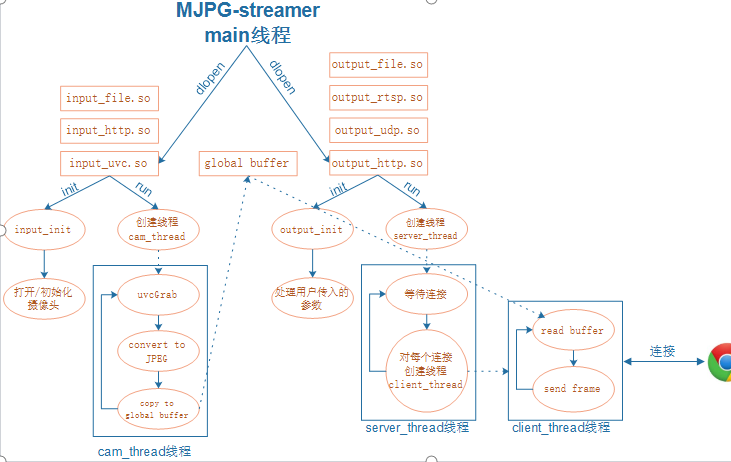 MJPG-streamer
main线程
dlopen
dlopen
input_file.so
input_http.so
input_uvc.so
global buffer
output_file.so
output_rtsp.so
output_udp.so
output_http.so
init
run
init
run
input_init
创建线程
cam_thread
output_init
创建线程
server_thread
打开/初始化
摄像头
uvcGrab
convert to
JPEG
copy to
global buffer
cam_thread线程
处理用户传入的
参数
等待连接
对每个连接
创建线程
client_thread
server_thread线程
read buffer
send frame
client_thread线程
连接